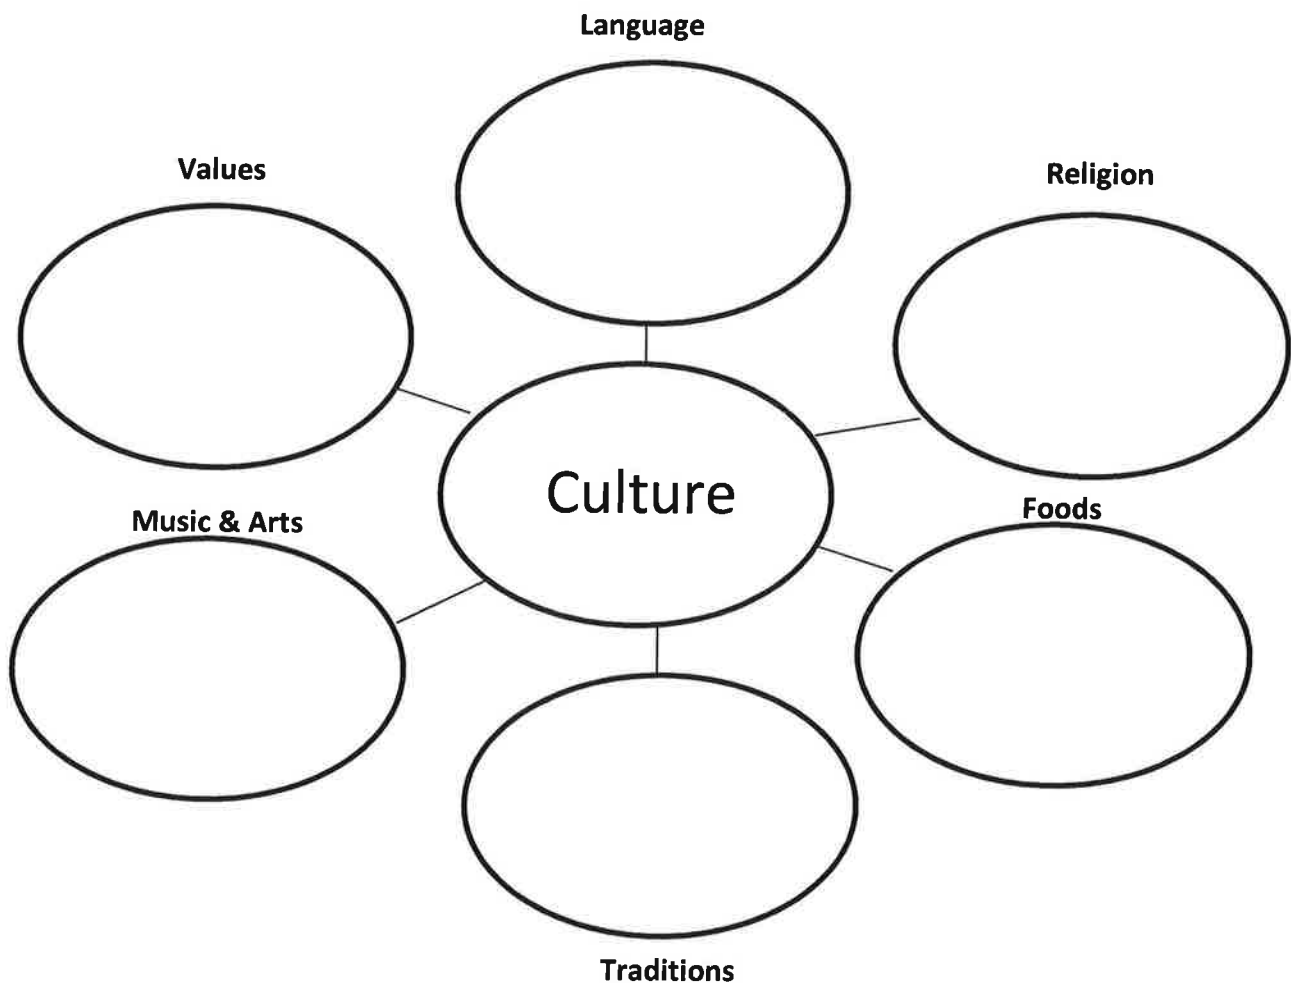 Language
Values
Religion
Culture
Music & Arts
Foods
Traditions